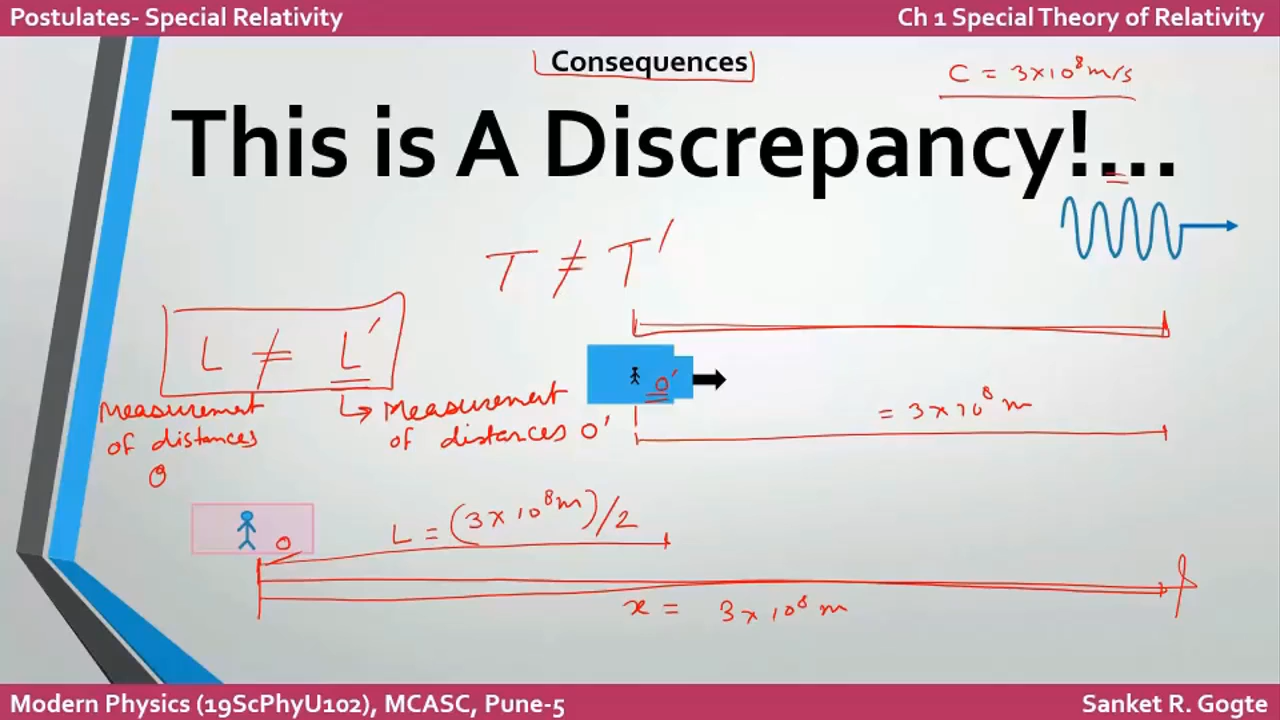 Postulates- Special Relativity
Ch 1 Special Theory of Relativity
Consequences
C = 3×10⁸ m/s
This is A Discrepancy!...
T ≠ T′
L ≠ L′
Measurement
of distances
O
Measurement
of distances O′
O′
= 3×10⁸ m
O
L = (3×10⁸ m)/2
x = 3×10⁸ m
Modern Physics (19ScPhyU102), MCASC, Pune-5
Sanket R. Gogte